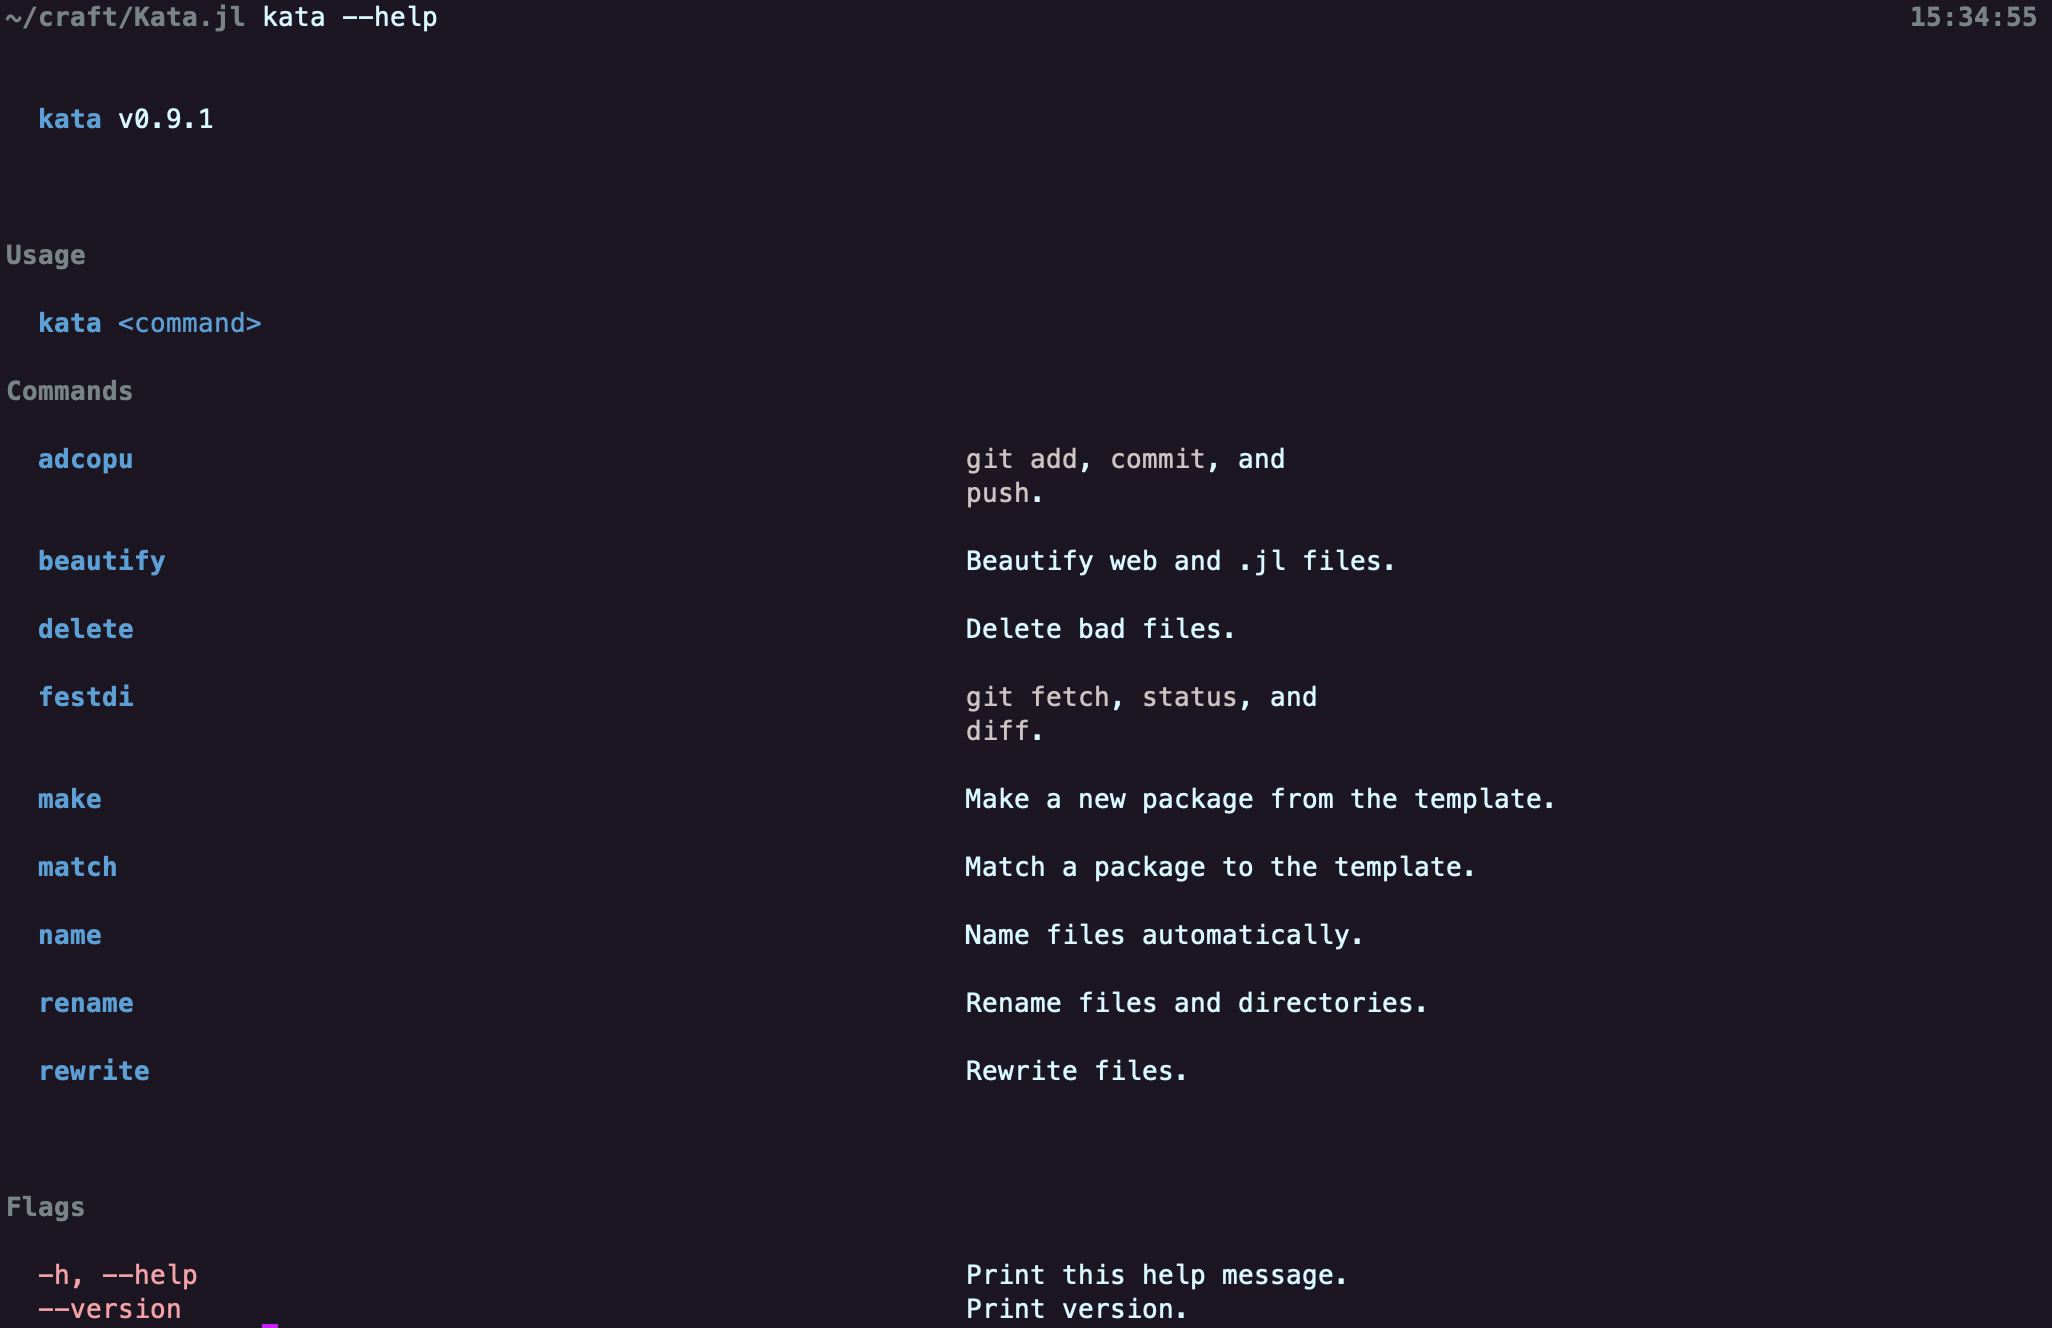 ~/craft/Kata.jl kata --help 15:34:55
kata v0.9.1
Usage
kata <command>
Commands
adcopu git add, commit, and
push.
beautify Beautify web and .jl files.
delete Delete bad files.
festdi git fetch, status, and
diff.
make Make a new package from the template.
match Match a package to the template.
name Name files automatically.
rename Rename files and directories.
rewrite Rewrite files.
Flags
-h, --help Print this help message.
--version Print version.